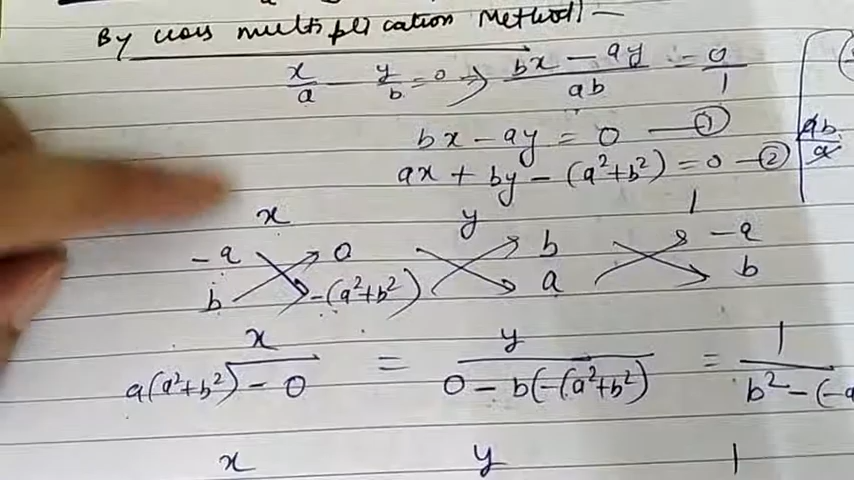 By cross multiplication Method! —
x/a — y/b = 0 → bx — ay/ab = 0/1
bx - ay = 0 — ①
ab/a
ax + by - (a²+b²) = 0 — ②
x y 1
-a 0 b -a
b -(a²+b²) a b
x/a(a²+b²) - 0 = y/0 - b(-(a²+b²) = 1/b² - (-a
x y 1